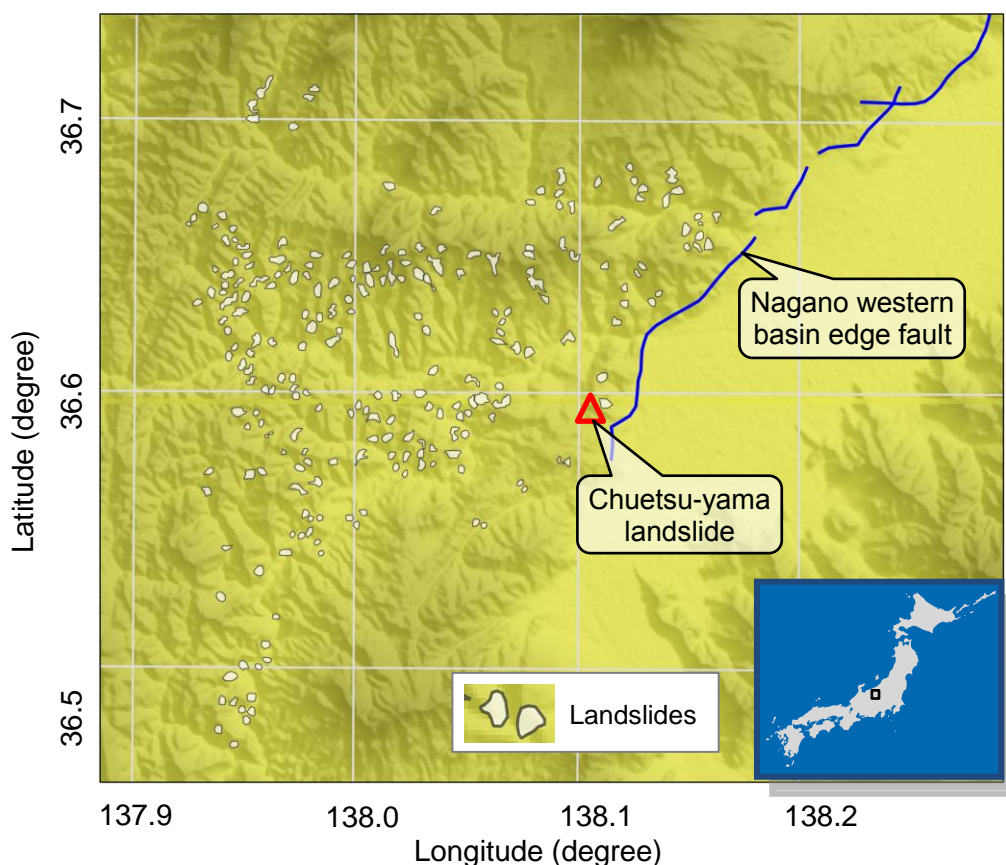 36.7
36.6
36.5
Latitude (degree)
Nagano western
basin edge fault
Chuetsu-yama
landslide
Landslides
137.9
138.0
138.1
138.2
Longitude (degree)